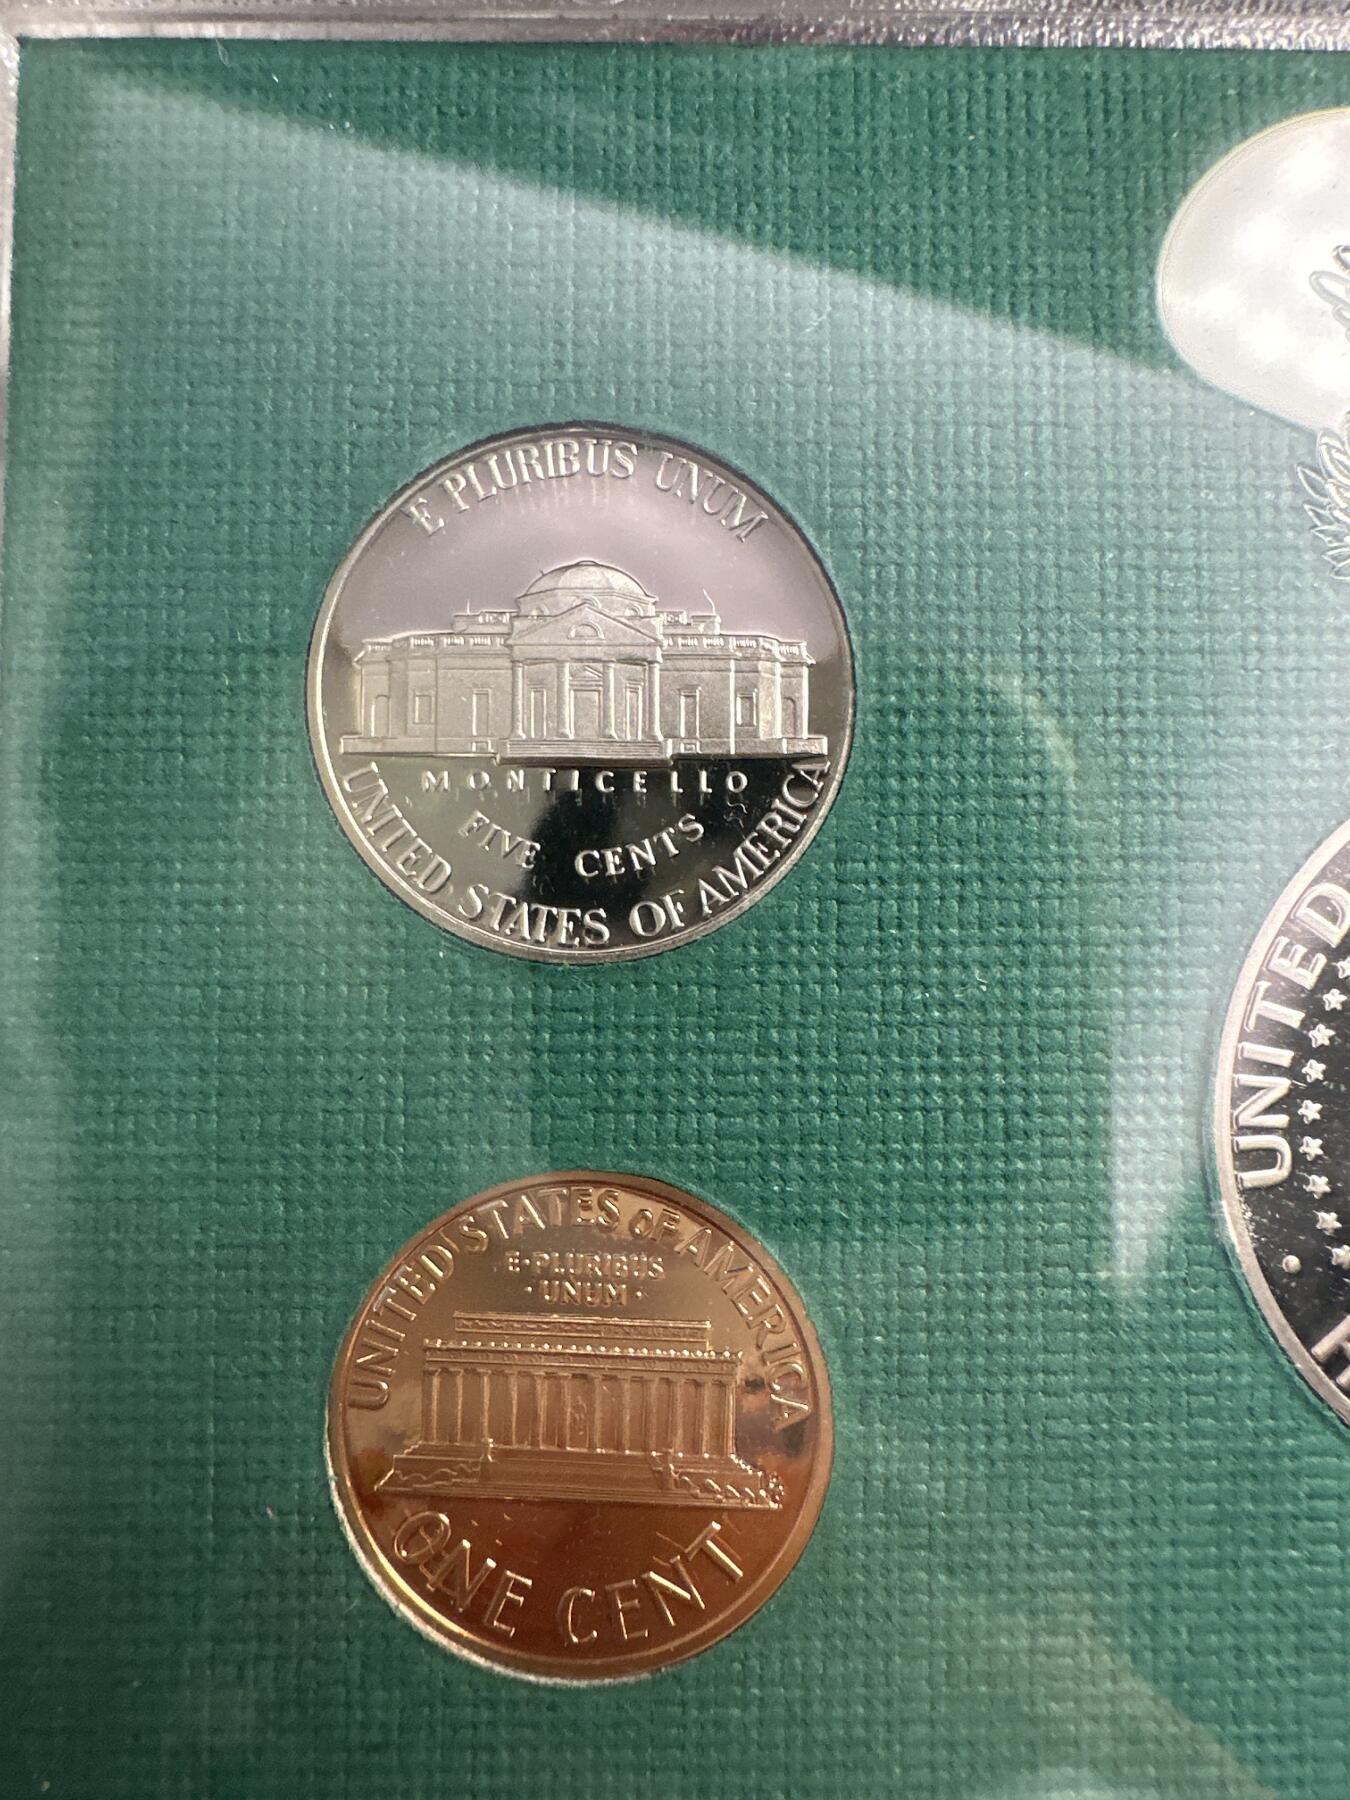 E PLURIBUS UNUM
MONTICELLO
FIVE CENTS
UNITED STATES OF AMERICA
UNITED
UNITED STATES OF AMERICA
E·PLURIBUS
·UNUM·
ONE CENT